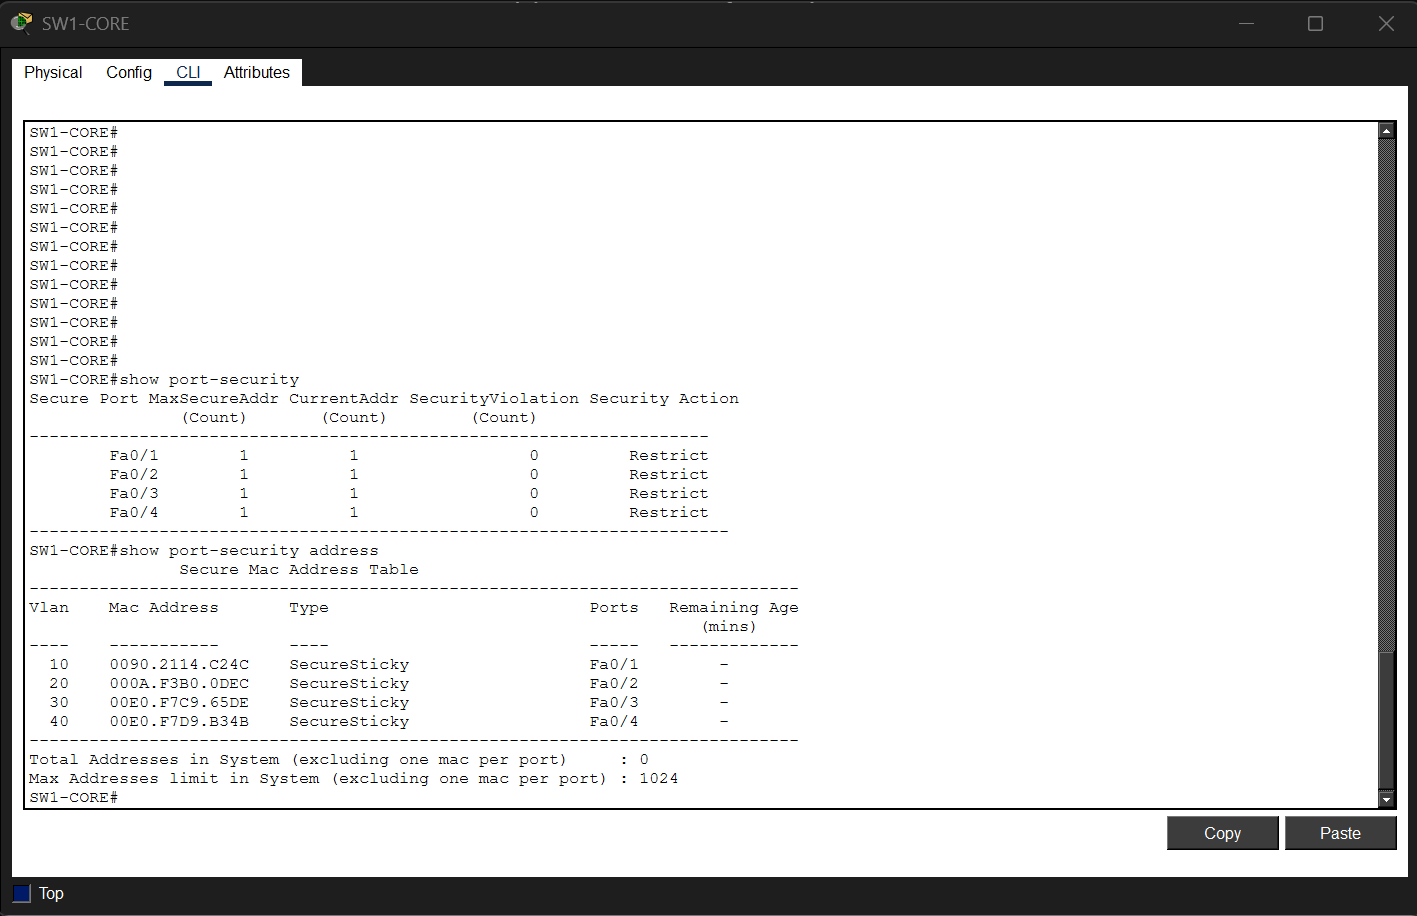 SW1-CORE
Physical Config CLI Attributes
SW1-CORE#
SW1-CORE#
SW1-CORE#
SW1-CORE#
SW1-CORE#
SW1-CORE#
SW1-CORE#
SW1-CORE#
SW1-CORE#
SW1-CORE#
SW1-CORE#
SW1-CORE#
SW1-CORE#
SW1-CORE#show port-security
Secure Port MaxSecureAddr CurrentAddr SecurityViolation Security Action
(Count) (Count) (Count)
--------------------------------------------------------------------
Fa0/1 1 1 0 Restrict
Fa0/2 1 1 0 Restrict
Fa0/3 1 1 0 Restrict
Fa0/4 1 1 0 Restrict
----------------------------------------------------------------------
SW1-CORE#show port-security address
Secure Mac Address Table
-----------------------------------------------------------------------------
Vlan Mac Address Type Ports Remaining Age
(mins)
---- ----------- ---- ----- -------------
10 0090.2114.C24C SecureSticky Fa0/1 -
20 000A.F3B0.0DEC SecureSticky Fa0/2 -
30 00E0.F7C9.65DE SecureSticky Fa0/3 -
40 00E0.F7D9.B34B SecureSticky Fa0/4 -
-----------------------------------------------------------------------------
Total Addresses in System (excluding one mac per port) : 0
Max Addresses limit in System (excluding one mac per port) : 1024
SW1-CORE#
Copy Paste
Top